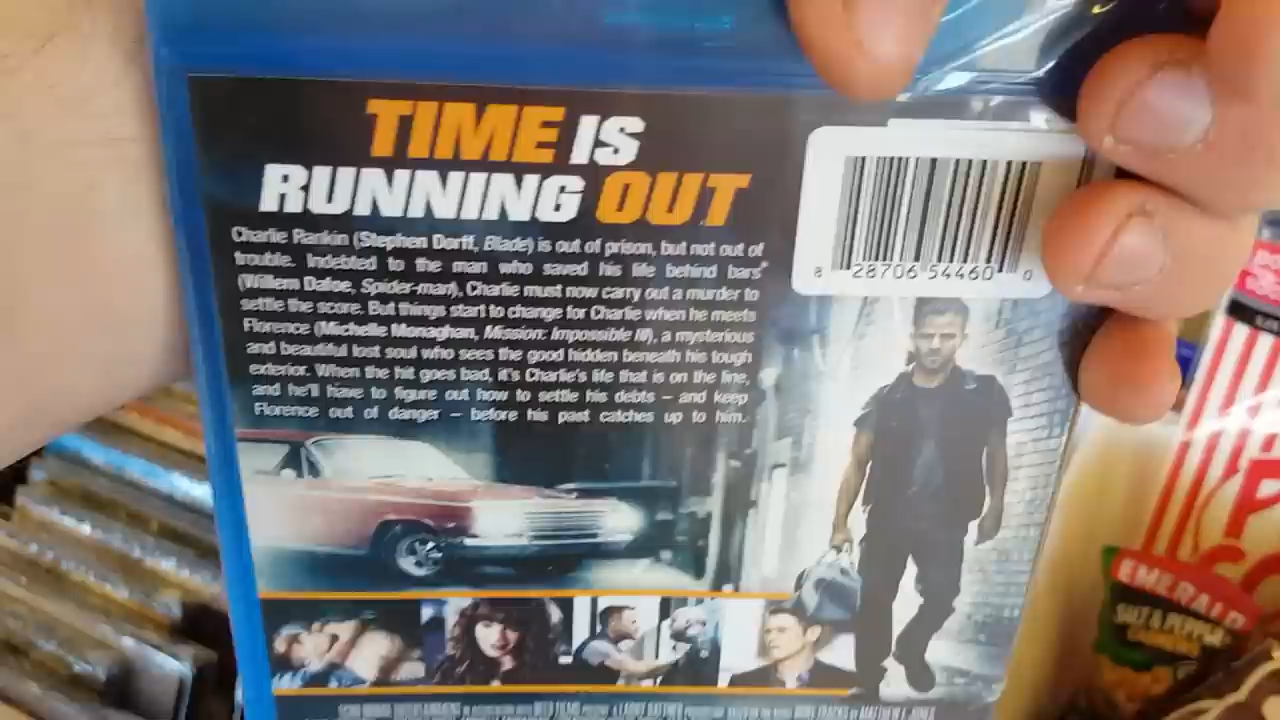 TIME IS
RUNNING OUT
Charlie Rankin (Stephen Dorff, Blade) is out of prison, but not out of
trouble. Indebted to the man who saved his life behind bars
(Willem Dafoe, Spider-man), Charlie must now carry out a murder to
settle the score. But things start to change for Charlie when he meets
Florence (Michelle Monaghan, Mission: Impossible III), a mysterious
and beautiful lost soul who sees the good hidden beneath his tough
exterior. When the hit goes bad, it's Charlie's life that is on the line,
and he'll have to figure out how to settle his debts – and keep
Florence out of danger – before his past catches up to him.
8 28706 54460 0
EMERALD
SALT & PEPPER